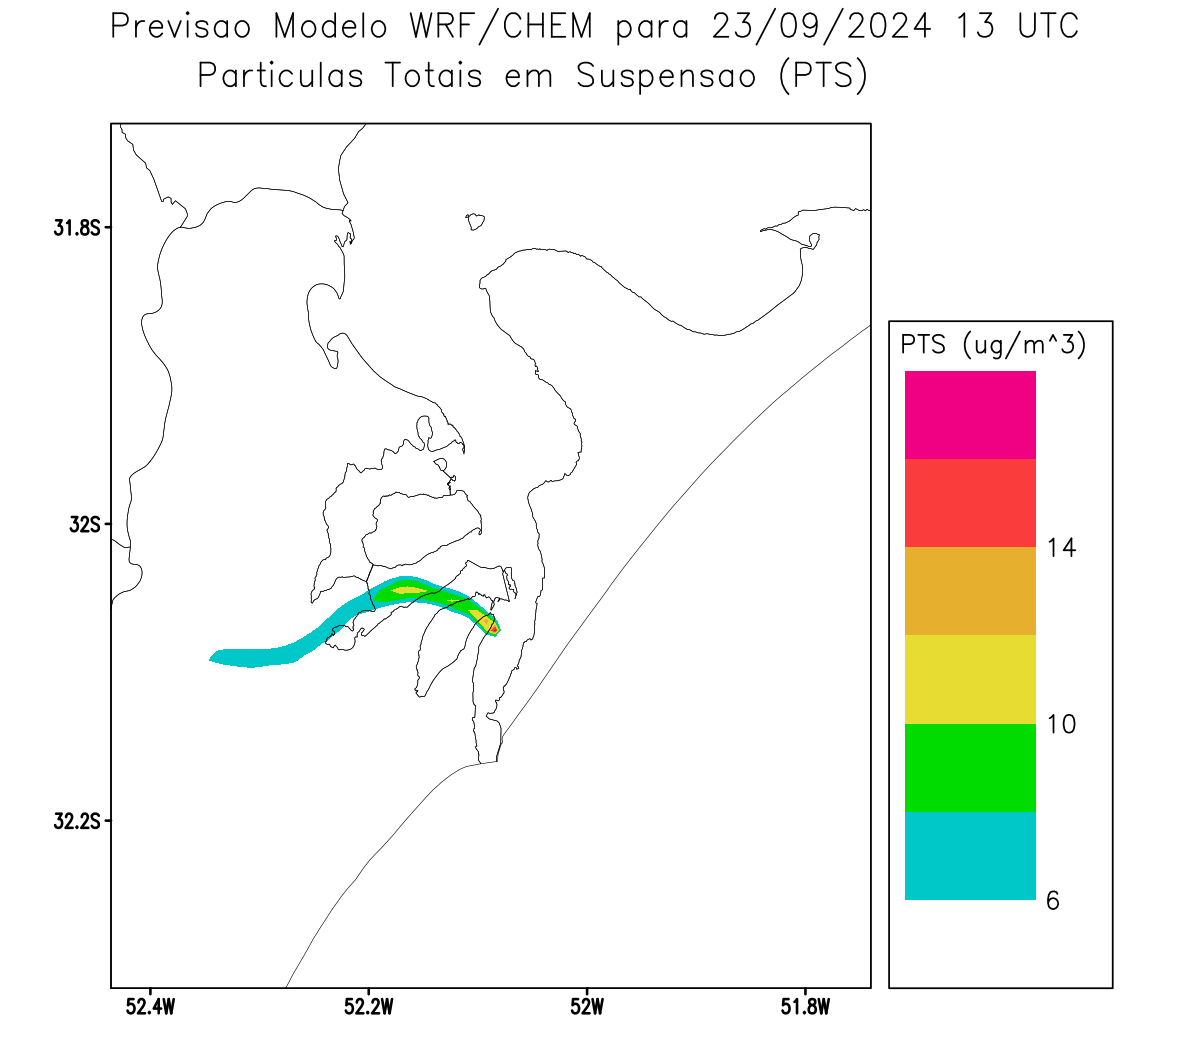 Previsao Modelo WRF/CHEM para 23/09/2024 13 UTC
Particulas Totais em Suspensao (PTS)
31.8S
32S
32.2S
52.4W 52.2W 52W 51.8W
PTS (ug/m^3)
14
10
6